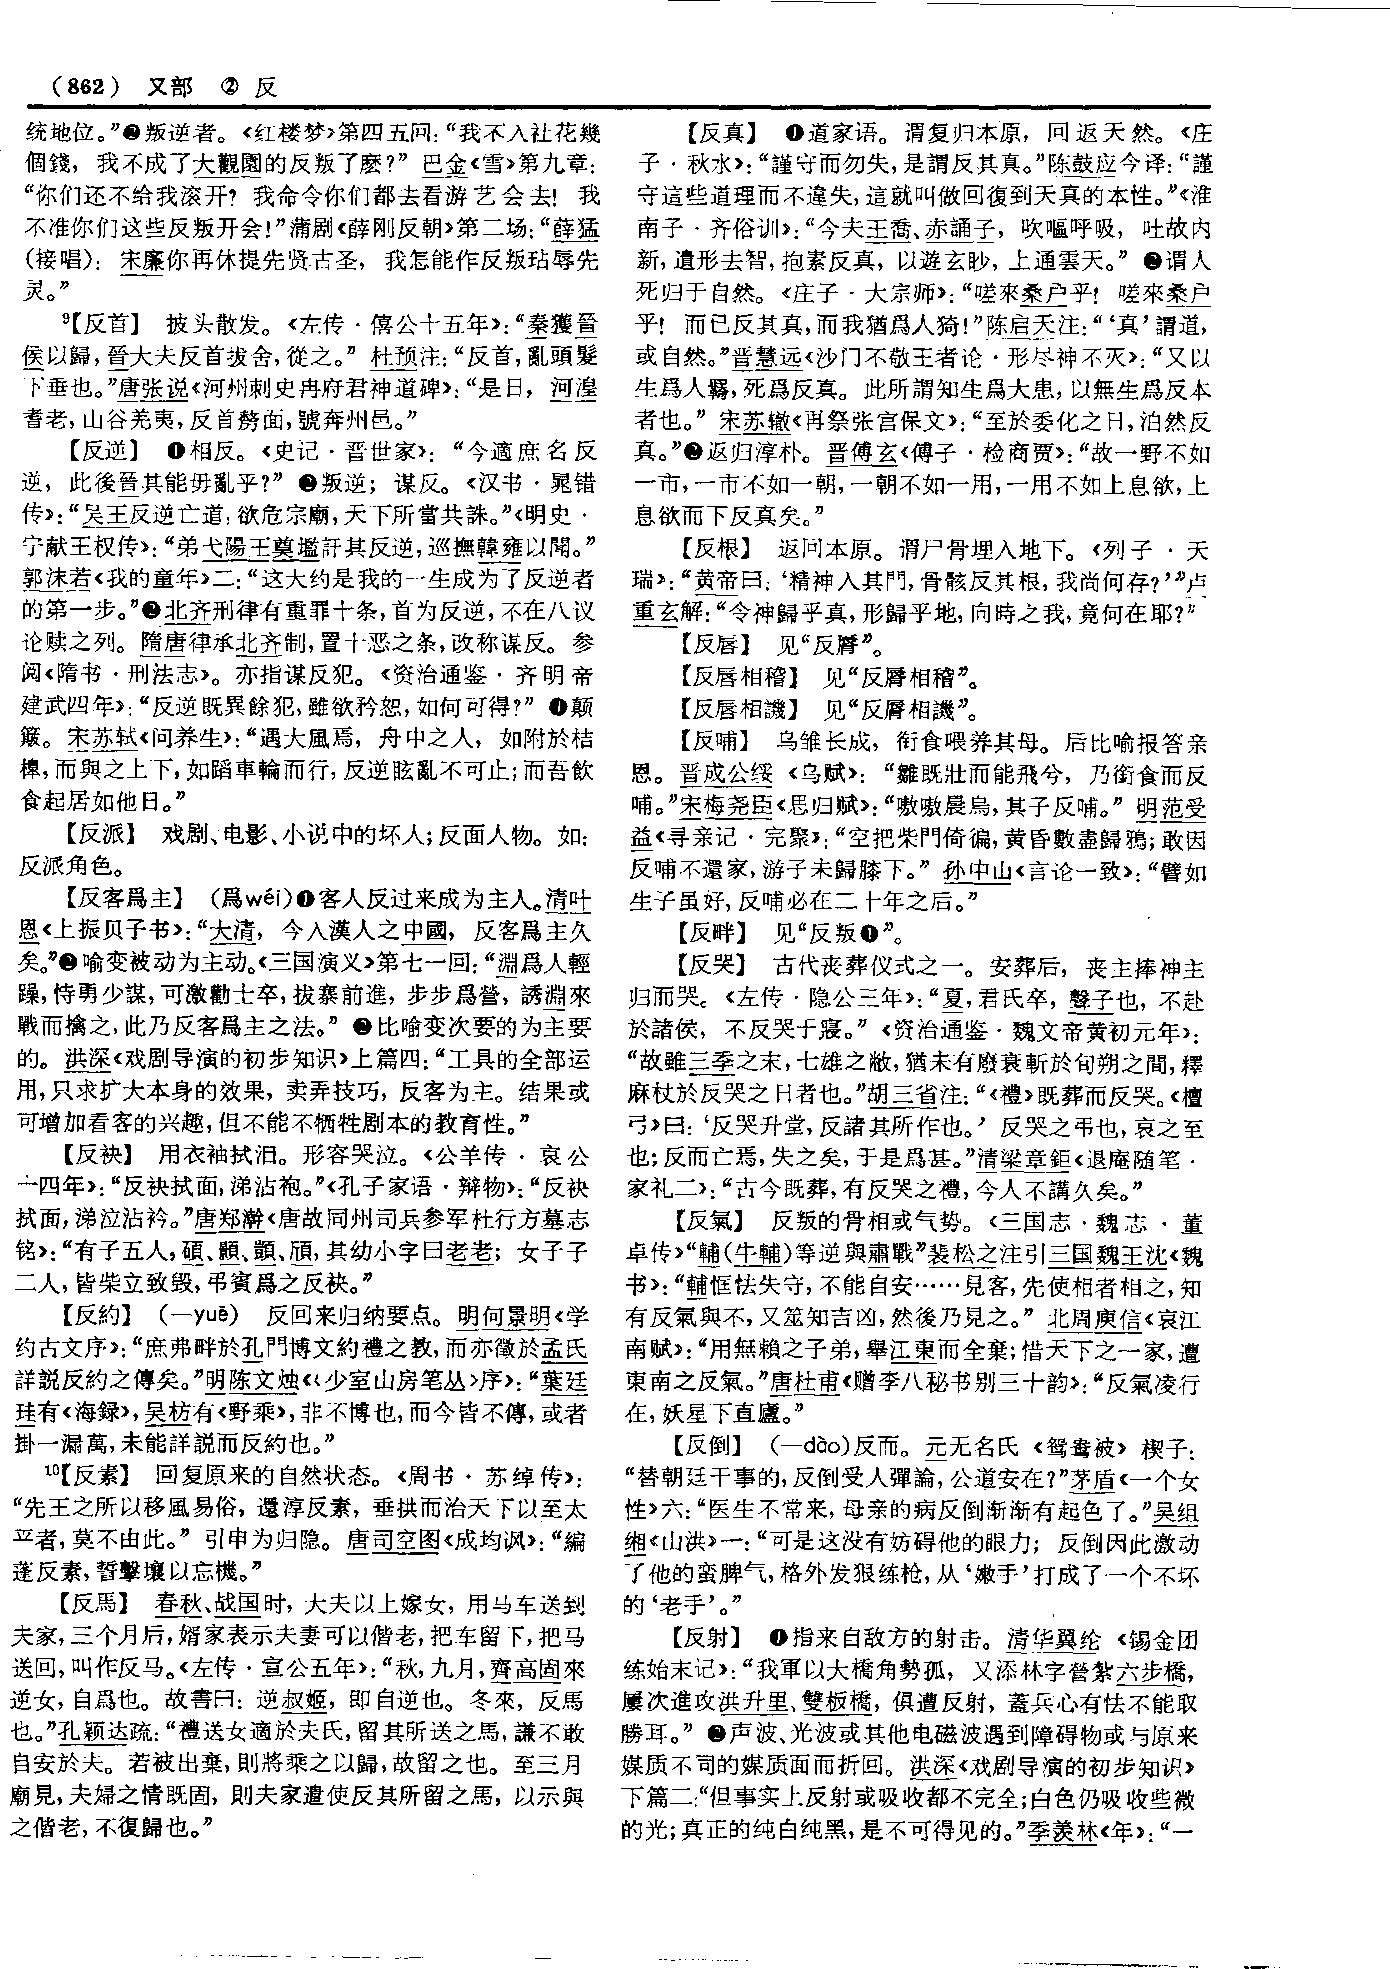 （862） 又部 ② 反
统地位。”❷叛逆者。《红楼梦》第四五回：“我不入社花幾
個錢，我不成了大觀園的反叛了麽？”巴金《雪》第九章：
“你们还不给我滚开？我命令你们都去看游艺会去！我
不准你们这些反叛开会！”蒲剧《薛刚反朝》第二场：“薛猛
（接唱）：宋廉你再休提先贤古圣，我怎能作反叛玷辱先
灵。”
⁹【反首】 披头散发。《左传·僖公十五年》：“秦獲晉
侯以歸，晉大夫反首拔舍，從之。”杜预注：“反首，亂頭髮
下垂也。”唐张说《河州刺史冉府君神道碑》：“是日，河湟
耆老，山谷羌夷，反首剺面，號奔州邑。”
【反逆】 ❶相反。《史记·晋世家》：“今適庶名反
逆，此後晉其能毋亂乎？”❷叛逆；谋反。《汉书·晁错
传》：“吴王反逆亡道，欲危宗廟，天下所當共誅。”《明史·
宁献王权传》：“弟弋陽王奠壏訐其反逆，巡撫韓雍以聞。”
郭沫若《我的童年》二：“这大约是我的一生成为了反逆者
的第一步。”❸北齐刑律有重罪十条，首为反逆，不在八议
论赎之列。隋唐律承北齐制，置十恶之条，改称谋反。参
阅《隋书·刑法志》。亦指谋反犯。《资治通鉴·齐明帝
建武四年》：“反逆既異餘犯，雖欲矜恕，如何可得？”❹颠
簸。宋苏轼《问养生》：“遇大風焉，舟中之人，如附於桔
槔，而與之上下，如蹈車輪而行，反逆眩亂不可止；而吾飲
食起居如他日。”
【反派】 戏剧、电影、小说中的坏人；反面人物。如：
反派角色。
【反客爲主】 （爲wéi）❶客人反过来成为主人。清叶
恩《上振贝子书》：“大清，今入漢人之中國，反客爲主久
矣。”❷喻变被动为主动。《三国演义》第七一回：“淵爲人輕
躁，恃勇少謀，可激勸士卒，拔寨前進，步步爲營，誘淵來
戰而擒之，此乃反客爲主之法。”❸比喻变次要的为主要
的。洪深《戏剧导演的初步知识》上篇四：“工具的全部运
用，只求扩大本身的效果，卖弄技巧，反客为主。结果或
可增加看客的兴趣，但不能不牺牲剧本的教育性。”
【反袂】 用衣袖拭泪。形容哭泣。《公羊传·哀公
十四年》：“反袂拭面，涕沾袍。”《孔子家语·辩物》：“反袂
拭面，涕泣沾衿。”唐郑澣《唐故同州司兵参军杜行方墓志
铭》：“有子五人，碩、顥、顗、頎，其幼小字曰老老；女子子
二人，皆柴立致毁，弔賓爲之反袂。”
【反約】 （—yuē） 反回来归纳要点。明何景明《学
约古文序》：“庶弗畔於孔門博文約禮之教，而亦徵於孟氏
詳説反約之傳矣。”明陈文烛《〈少室山房笔丛〉序》：“葉廷
珪有《海録》，吴枋有《野乘》，非不博也，而今皆不傳，或者
掛一漏萬，未能詳説而反約也。”
¹⁰【反素】 回复原来的自然状态。《周书·苏绰传》：
“先王之所以移風易俗，還淳反素，垂拱而治天下以至太
平者，莫不由此。”引申为归隐。唐司空图《成均讽》：“編
蓬反素，誓擊壤以忘機。”
【反馬】 春秋、战国时，大夫以上嫁女，用马车送到
夫家，三个月后，婿家表示夫妻可以偕老，把车留下，把马
送回，叫作反马。《左传·宣公五年》：“秋，九月，齊高固來
逆女，自爲也。故書曰：逆叔姬，即自逆也。冬來，反馬
也。”孔颖达疏：“禮送女適於夫氏，留其所送之馬，謙不敢
自安於夫。若被出棄，則將乘之以歸，故留之也。至三月
廟見，夫婦之情既固，則夫家遣使反其所留之馬，以示與
之偕老，不復歸也。”
【反真】 ❶道家语。谓复归本原，回返天然。《庄
子·秋水》：“謹守而勿失，是謂反其真。”陈鼓应今译：“謹
守這些道理而不違失，這就叫做回復到天真的本性。”《淮
南子·齐俗训》：“今夫王喬、赤誦子，吹嘔呼吸，吐故内
新，遺形去智，抱素反真，以遊玄眇，上通雲天。”❷谓人
死归于自然。《庄子·大宗师》：“嗟來桑户乎！嗟來桑户
乎！而已反其真，而我猶爲人猗！”陈启天注：“‘真’謂道，
或自然。”晋慧远《沙门不敬王者论·形尽神不灭》：“又以
生爲人羈，死爲反真。此所謂知生爲大患，以無生爲反本
者也。”宋苏辙《再祭张宫保文》：“至於委化之日，泊然反
真。”❸返归淳朴。晋傅玄《傅子·检商贾》：“故一野不如
一市，一市不如一朝，一朝不如一用，一用不如上息欲，上
息欲而下反真矣。”
【反根】 返回本原。谓尸骨埋入地下。《列子·天
瑞》：“黄帝曰：‘精神入其門，骨骸反其根，我尚何存？’”卢
重玄解：“令神歸乎真，形歸乎地，向時之我，竟何在耶？”
【反唇】 见“反脣”。
【反唇相稽】 见“反脣相稽”。
【反唇相譏】 见“反脣相譏”。
【反哺】 乌雏长成，衔食喂养其母。后比喻报答亲
恩。晋成公绥《乌赋》：“雛既壯而能飛兮，乃銜食而反
哺。”宋梅尧臣《思归赋》：“嗷嗷晨烏，其子反哺。”明范受
益《寻亲记·完聚》：“空把柴門倚徧，黄昏數盡歸鴉；敢因
反哺不還家，游子未歸膝下。”孙中山《言论一致》：“譬如
生子虽好，反哺必在二十年之后。”
【反畔】 见“反叛❶”。
【反哭】 古代丧葬仪式之一。安葬后，丧主捧神主
归而哭。《左传·隐公三年》：“夏，君氏卒，聲子也，不赴
於諸侯，不反哭于寢。”《资治通鉴·魏文帝黄初元年》：
“故雖三季之末，七雄之敝，猶未有廢衰斬於旬朔之間，釋
麻杖於反哭之日者也。”胡三省注：“《禮》既葬而反哭。《檀
弓》曰：‘反哭升堂，反諸其所作也。’反哭之弔也，哀之至
也；反而亡焉，失之矣，于是爲甚。”清梁章鉅《退庵随笔·
家礼二》：“古今既葬，有反哭之禮，今人不講久矣。”
【反氣】 反叛的骨相或气势。《三国志·魏志·董
卓传》“輔（牛輔）等逆與肅戰”裴松之注引三国魏王沈《魏
书》：“輔恇怯失守，不能自安……見客，先使相者相之，知
有反氣與不，又筮知吉凶，然後乃見之。”北周庾信《哀江
南赋》：“用無賴之子弟，舉江東而全棄；惜天下之一家，遭
東南之反氣。”唐杜甫《赠李八秘书别三十韵》：“反氣凌行
在，妖星下直廬。”
【反倒】 （—dào）反而。元无名氏《鸳鸯被》楔子：
“替朝廷干事的，反倒受人彈論，公道安在？”茅盾《一个女
性》六：“医生不常来，母亲的病反倒渐渐有起色了。”吴组
缃《山洪》一：“可是这没有妨碍他的眼力；反倒因此激动
了他的蛮脾气，格外发狠练枪，从‘嫩手’打成了一个不坏
的‘老手’。”
【反射】 ❶指来自敌方的射击。清华翼纶《锡金团
练始末记》：“我軍以大橋角勢孤，又添林字營紮六步橋，
屢次進攻洪升里、雙板橋，俱遭反射，蓋兵心有怯不能取
勝耳。”❷声波、光波或其他电磁波遇到障碍物或与原来
媒质不同的媒质面而折回。洪深《戏剧导演的初步知识》
下篇二：“但事实上反射或吸收都不完全；白色仍吸收些微
的光；真正的纯白纯黑，是不可得见的。”季羡林《年》：“一